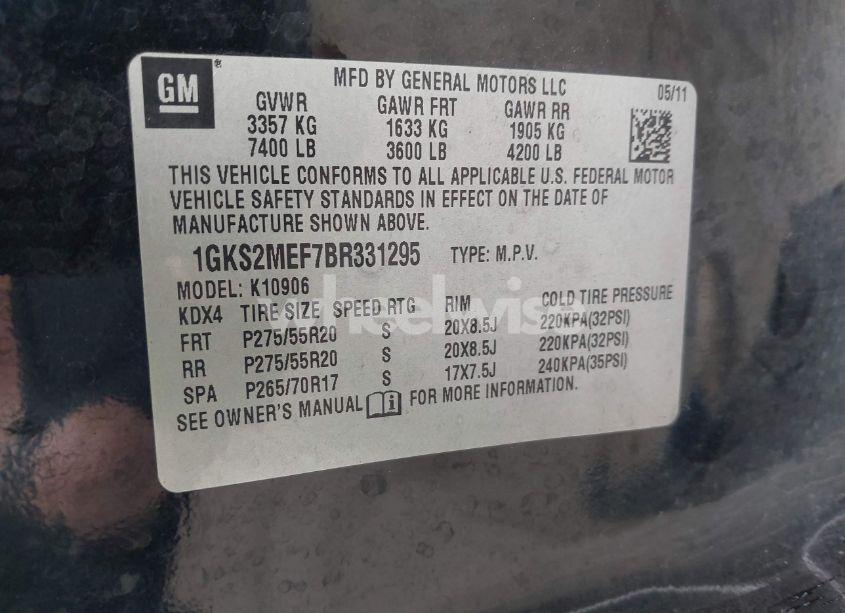 GM
MFD BY GENERAL MOTORS LLC
05/11
GVWR GAWR FRT GAWR RR
3357 KG 1633 KG 1905 KG
7400 LB 3600 LB 4200 LB
THIS VEHICLE CONFORMS TO ALL APPLICABLE U.S. FEDERAL MOTOR
VEHICLE SAFETY STANDARDS IN EFFECT ON THE DATE OF
MANUFACTURE SHOWN ABOVE.
1GKS2MEF7BR331295 TYPE: M.P.V.
MODEL: K10906
KDX4 TIRE SIZE SPEED RTG RIM COLD TIRE PRESSURE
FRT P275/55R20 S 20X8.5J 220KPA(32PSI)
RR P275/55R20 S 20X8.5J 220KPA(32PSI)
SPA P265/70R17 S 17X7.5J 240KPA(35PSI)
SEE OWNER'S MANUAL i FOR MORE INFORMATION.